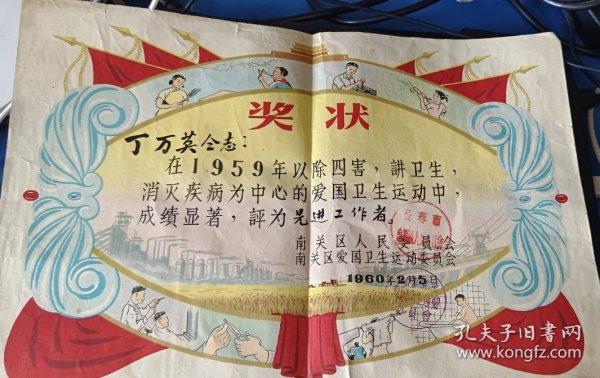 奖状
丁万英仝志：
在1959年以除四害，講卫生，
消灭疾病为中心的爱国卫生运动中，
成绩显著，評为先进工作者。
南关区人民委員会
南关区爱国卫生运动委员会
1960年2月5日
孔夫子旧书网
www.kongfz.com